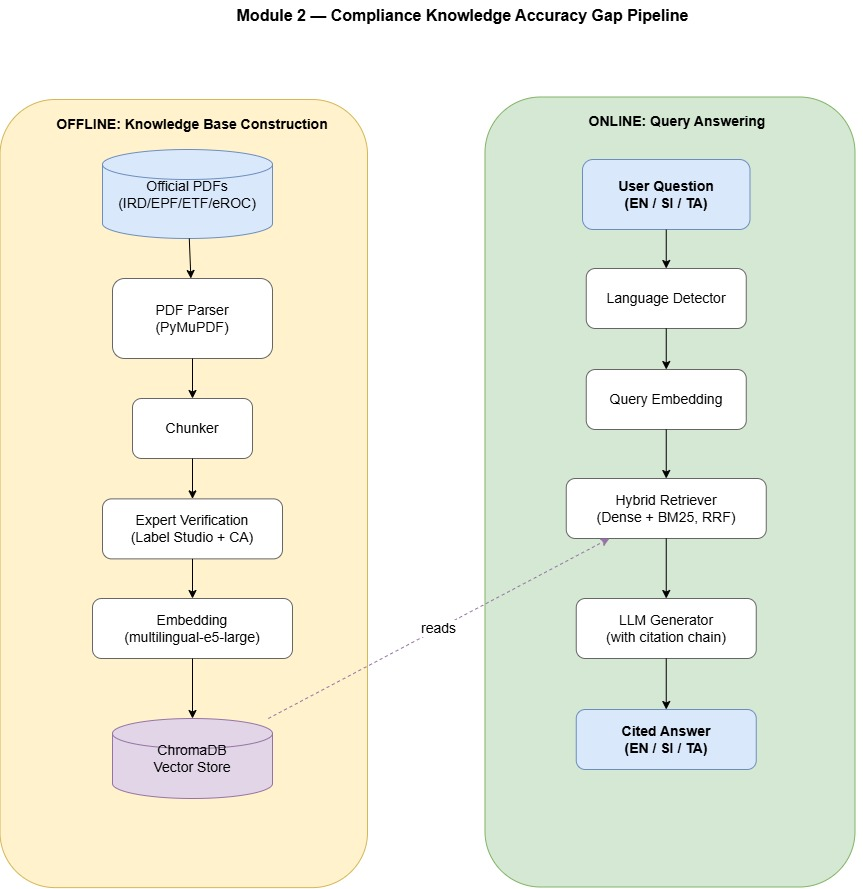 Module 2 — Compliance Knowledge Accuracy Gap Pipeline
OFFLINE: Knowledge Base Construction
Official PDFs
(IRD/EPF/ETF/eROC)
PDF Parser
(PyMuPDF)
Chunker
Expert Verification
(Label Studio + CA)
Embedding
(multilingual-e5-large)
ChromaDB
Vector Store
reads
ONLINE: Query Answering
User Question
(EN / SI / TA)
Language Detector
Query Embedding
Hybrid Retriever
(Dense + BM25, RRF)
LLM Generator
(with citation chain)
Cited Answer
(EN / SI / TA)